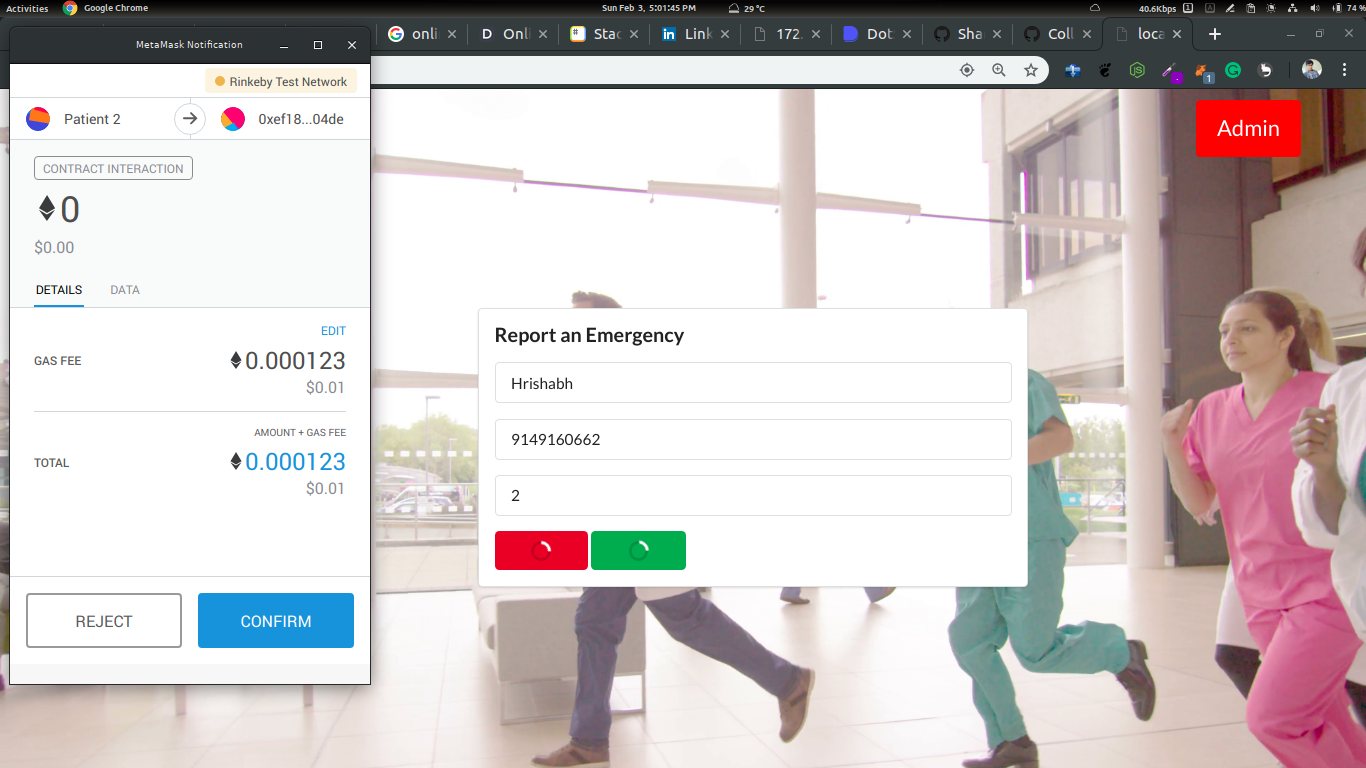 Activities
Google Chrome
Sun Feb 3, 5:01:45 PM
29 °C
40.6Kbps
74 %
MetaMask Notification
onli
Onli
Stac
Link
172.
Dot
Sha
Coll
loca
1
Rinkeby Test Network
Patient 2
0xef18...04de
CONTRACT INTERACTION
0
$0.00
DETAILS
DATA
EDIT
GAS FEE
0.000123
$0.01
AMOUNT + GAS FEE
TOTAL
0.000123
$0.01
REJECT
CONFIRM
Admin
Report an Emergency
Hrishabh
9149160662
2